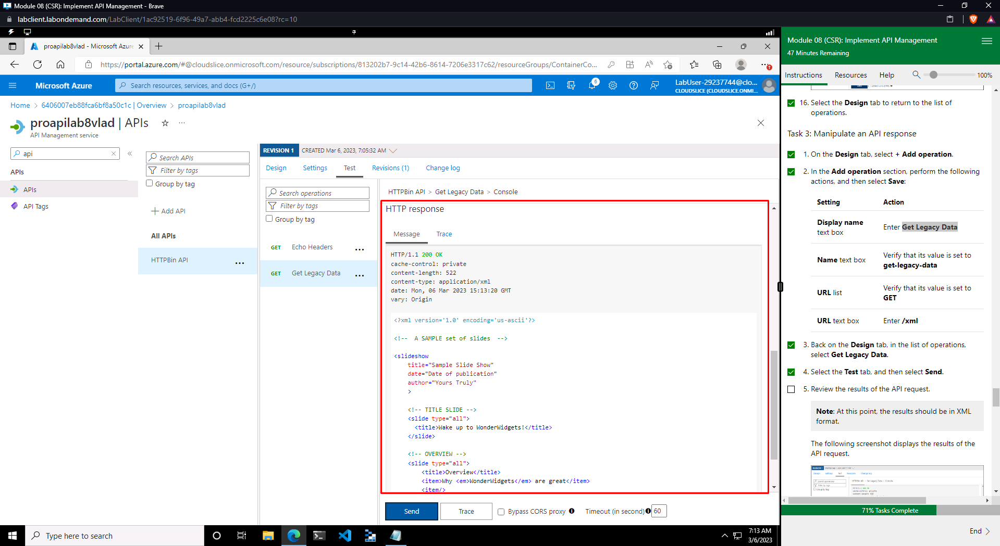 Module 08 (CSR): Implement API Management - Brave
labclient.labondemand.com/LabClient/1ac92519-6f96-49a7-abb4-fcd2225c6e08?rc=10
proapilab8vlad - Microsoft Azure
https://portal.azure.com/#@cloudslice.onmicrosoft.com/resource/subscriptions/813202b7-9c14-42b6-8614-7206e3317c62/resourceGroups/ContainerCo...
Microsoft Azure
Search resources, services, and docs (G+/)
6
LabUser-29237744@clo...
CLOUDSLICE (CLOUDSLICE.ONMI...
Home > 6406007eb88fca6bf8a50c1c | Overview > proapilab8vlad
proapilab8vlad | APIs
API Management service
api
APIs
APIs
API Tags
Search APIs
Filter by tags
Group by tag
Add API
All APIs
HTTPBin API
REVISION 1 CREATED Mar 6, 2023, 7:05:32 AM
Design Settings Test Revisions (1) Change log
Search operations
Filter by tags
Group by tag
GET Echo Headers
GET Get Legacy Data
HTTPBin API > Get Legacy Data > Console
HTTP response
Message Trace
HTTP/1.1 200 OK
cache-control: private
content-length: 522
content-type: application/xml
date: Mon, 06 Mar 2023 15:13:20 GMT
vary: Origin
<?xml version='1.0' encoding='us-ascii'?>
<!--  A SAMPLE set of slides  -->
<slideshow
title="Sample Slide Show"
date="Date of publication"
author="Yours Truly"
>
<!-- TITLE SLIDE -->
<slide type="all">
<title>Wake up to WonderWidgets!</title>
</slide>
<!-- OVERVIEW -->
<slide type="all">
<title>Overview</title>
<item>Why <em>WonderWidgets</em> are great</item>
<item/>
Send Trace Bypass CORS proxy Timeout (in second) 60
Type here to search
7:13 AM
3/6/2023
Module 08 (CSR): Implement API Management
47 Minutes Remaining
Instructions Resources Help 100%
16. Select the Design tab to return to the list of
operations.
Task 3: Manipulate an API response
1. On the Design tab, select + Add operation.
2. In the Add operation section, perform the following
actions, and then select Save:
Setting Action
Display name
text box
Enter Get Legacy Data
Name text box
Verify that its value is set to
get-legacy-data
URL list
Verify that its value is set to
GET
URL text box Enter /xml
3. Back on the Design tab, in the list of operations,
select Get Legacy Data.
4. Select the Test tab, and then select Send.
5. Review the results of the API request.
Note: At this point, the results should be in XML
format.
The following screenshot displays the results of the
API request.
71% Tasks Complete
End